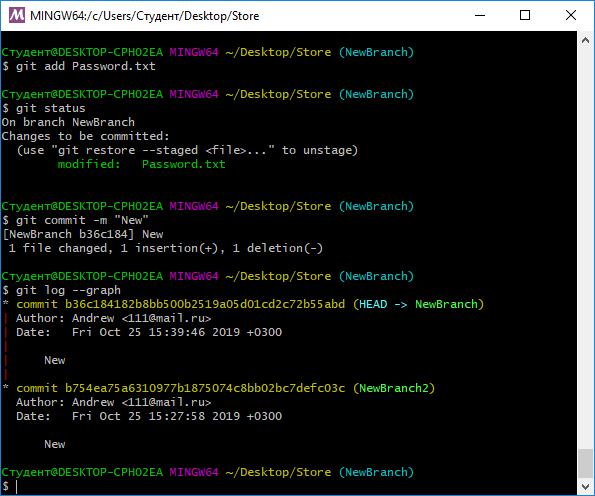 MINGW64:/c/Users/Студент/Desktop/Store
Студент@DESKTOP-CPH02EA MINGW64 ~/Desktop/Store (NewBranch)
$ git add Password.txt
Студент@DESKTOP-CPH02EA MINGW64 ~/Desktop/Store (NewBranch)
$ git status
On branch NewBranch
Changes to be committed:
  (use "git restore --staged <file>..." to unstage)
        modified:   Password.txt
Студент@DESKTOP-CPH02EA MINGW64 ~/Desktop/Store (NewBranch)
$ git commit -m "New"
[NewBranch b36c184] New
 1 file changed, 1 insertion(+), 1 deletion(-)
Студент@DESKTOP-CPH02EA MINGW64 ~/Desktop/Store (NewBranch)
$ git log --graph
* commit b36c184182b8bb500b2519a05d01cd2c72b55abd (HEAD -> NewBranch)
| Author: Andrew <111@mail.ru>
| Date:   Fri Oct 25 15:39:46 2019 +0300
|
|     New
|
* commit b754ea75a6310977b1875074c8bb02bc7defc03c (NewBranch2)
  Author: Andrew <111@mail.ru>
  Date:   Fri Oct 25 15:27:58 2019 +0300
      New
Студент@DESKTOP-CPH02EA MINGW64 ~/Desktop/Store (NewBranch)
$